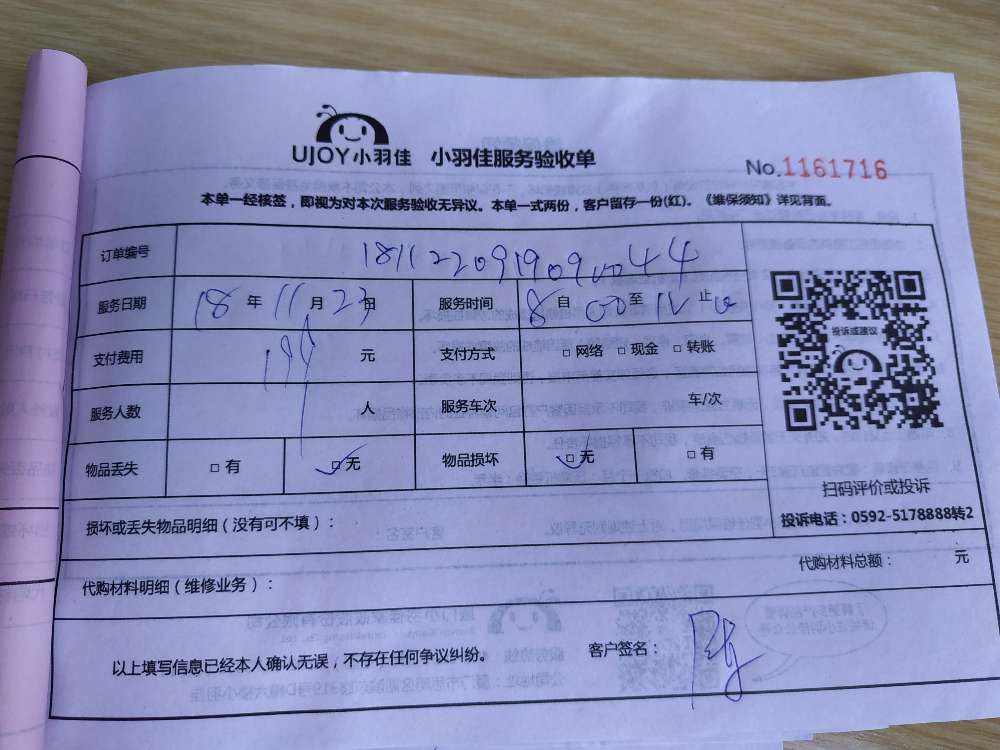 UJOY小羽佳 小羽佳服务验收单
No.1161716
本单一经核签，即视为对本次服务验收无异议。本单一式两份，客户留存一份(红)。《维保须知》详见背面。
订单编号
服务日期 18 年 11 月 23 日 服务时间 8 自 00 至 12 止
支付费用 199 元 支付方式 □ 网络 □ 现金 □ 转账
服务人数 1 人 服务车次 车/次
物品丢失 □ 有 □ 无 物品损坏 □ 无 □ 有
投诉或建议
扫码评价或投诉
投诉电话：0592-5178888转2
损坏或丢失物品明细（没有可不填）：
代购材料明细（维修业务）： 代购材料总额： 元
以上填写信息已经本人确认无误，不存在任何争议纠纷。 客户签名：